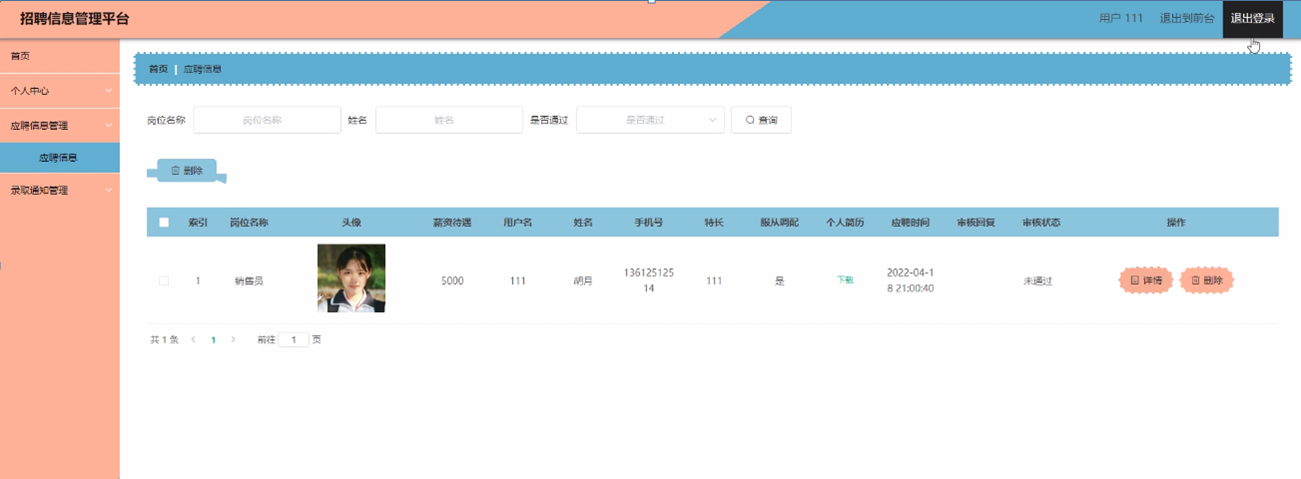 招聘信息管理平台
用户 111 退出到前台 退出登录
首页
个人中心
应聘信息管理
应聘信息
录取通知管理
首页 | 应聘信息
岗位名称 岗位名称 姓名 姓名 是否通过 是否通过 查询
删除
索引 岗位名称 头像 薪资待遇 用户名 姓名 手机号 特长 服从调配 个人简历 应聘时间 审核回复 审核状态 操作
1 销售员 5000 111 胡月 136125125 111 是 下载 2022-04-1 未通过 详情 删除
14 8 21:00:40
共 1 条 1 前往 1 页